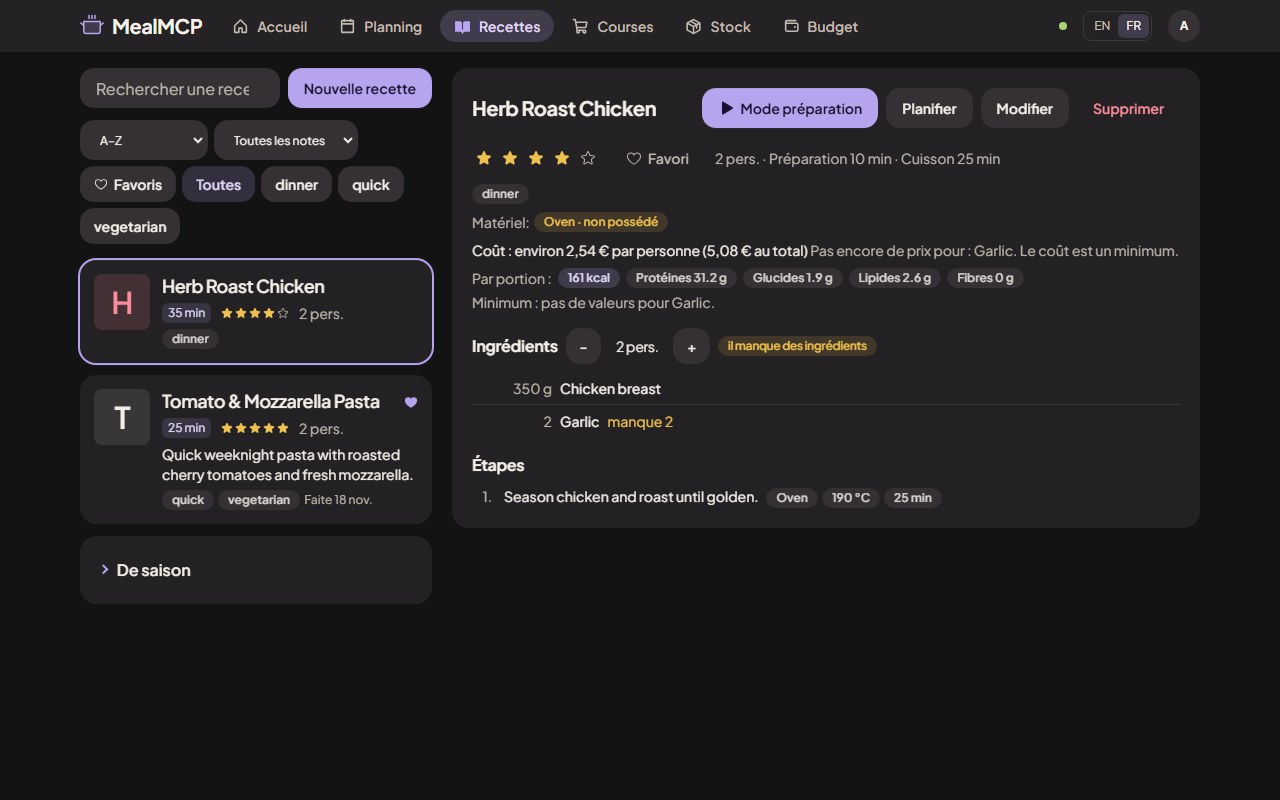 MealMCP Accueil Planning Recettes Courses Stock Budget EN FR A
Rechercher une rece
Nouvelle recette
A–Z
Toutes les notes
Favoris
Toutes
dinner
quick
vegetarian
H
Herb Roast Chicken
35 min 2 pers.
dinner
T
Tomato & Mozzarella Pasta
25 min 2 pers.
Quick weeknight pasta with roasted
cherry tomatoes and fresh mozzarella.
quick vegetarian Faite 18 nov.
De saison
Herb Roast Chicken
Mode préparation
Planifier
Modifier
Supprimer
Favori 2 pers. · Préparation 10 min · Cuisson 25 min
dinner
Matériel: Oven · non possédé
Coût : environ 2,54 € par personne (5,08 € au total) Pas encore de prix pour : Garlic. Le coût est un minimum.
Par portion : 161 kcal Protéines 31.2 g Glucides 1.9 g Lipides 2.6 g Fibres 0 g
Minimum : pas de valeurs pour Garlic.
Ingrédients - 2 pers. + il manque des ingrédients
350 g Chicken breast
2 Garlic manque 2
Étapes
1. Season chicken and roast until golden. Oven 190 °C 25 min